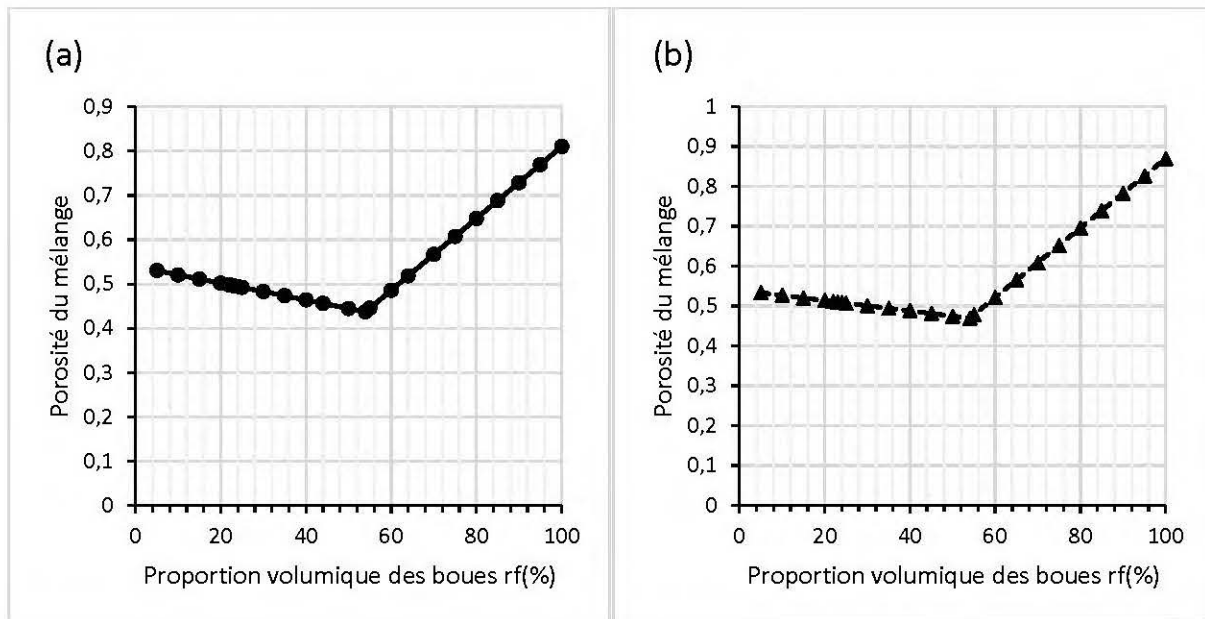 (a)
Porosité du mélange
0,9
0,8
0,7
0,6
0,5
0,4
0,3
0,2
0,1
0
0 20 40 60 80 100
Proportion volumique des boues rf(%)
(b)
Porosité du mélange
1
0,9
0,8
0,7
0,6
0,5
0,4
0,3
0,2
0,1
0
0 20 40 60 80 100
Proportion volumique des boues rf(%)